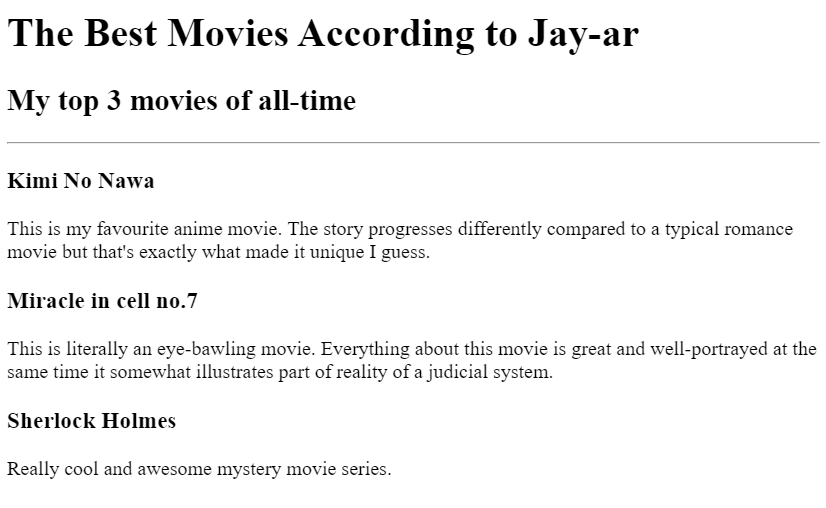 The Best Movies According to Jay-ar
My top 3 movies of all-time
Kimi No Nawa
This is my favourite anime movie. The story progresses differently compared to a typical romance
movie but that's exactly what made it unique I guess.
Miracle in cell no.7
This is literally an eye-bawling movie. Everything about this movie is great and well-portrayed at the
same time it somewhat illustrates part of reality of a judicial system.
Sherlock Holmes
Really cool and awesome mystery movie series.